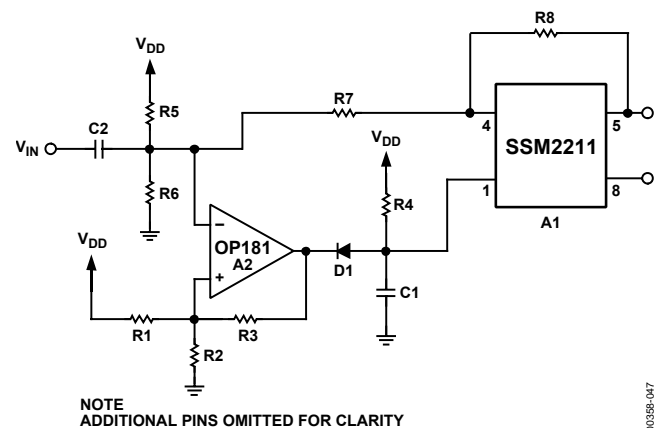 R8
VDD
R5
R7
C2
VIN
4
5
SSM2211
VDD
R6
R4
1
8
A1
VDD
−
OP181
A2
+
D1
C1
R1
R3
R2
NOTE
ADDITIONAL PINS OMITTED FOR CLARITY
00358-047